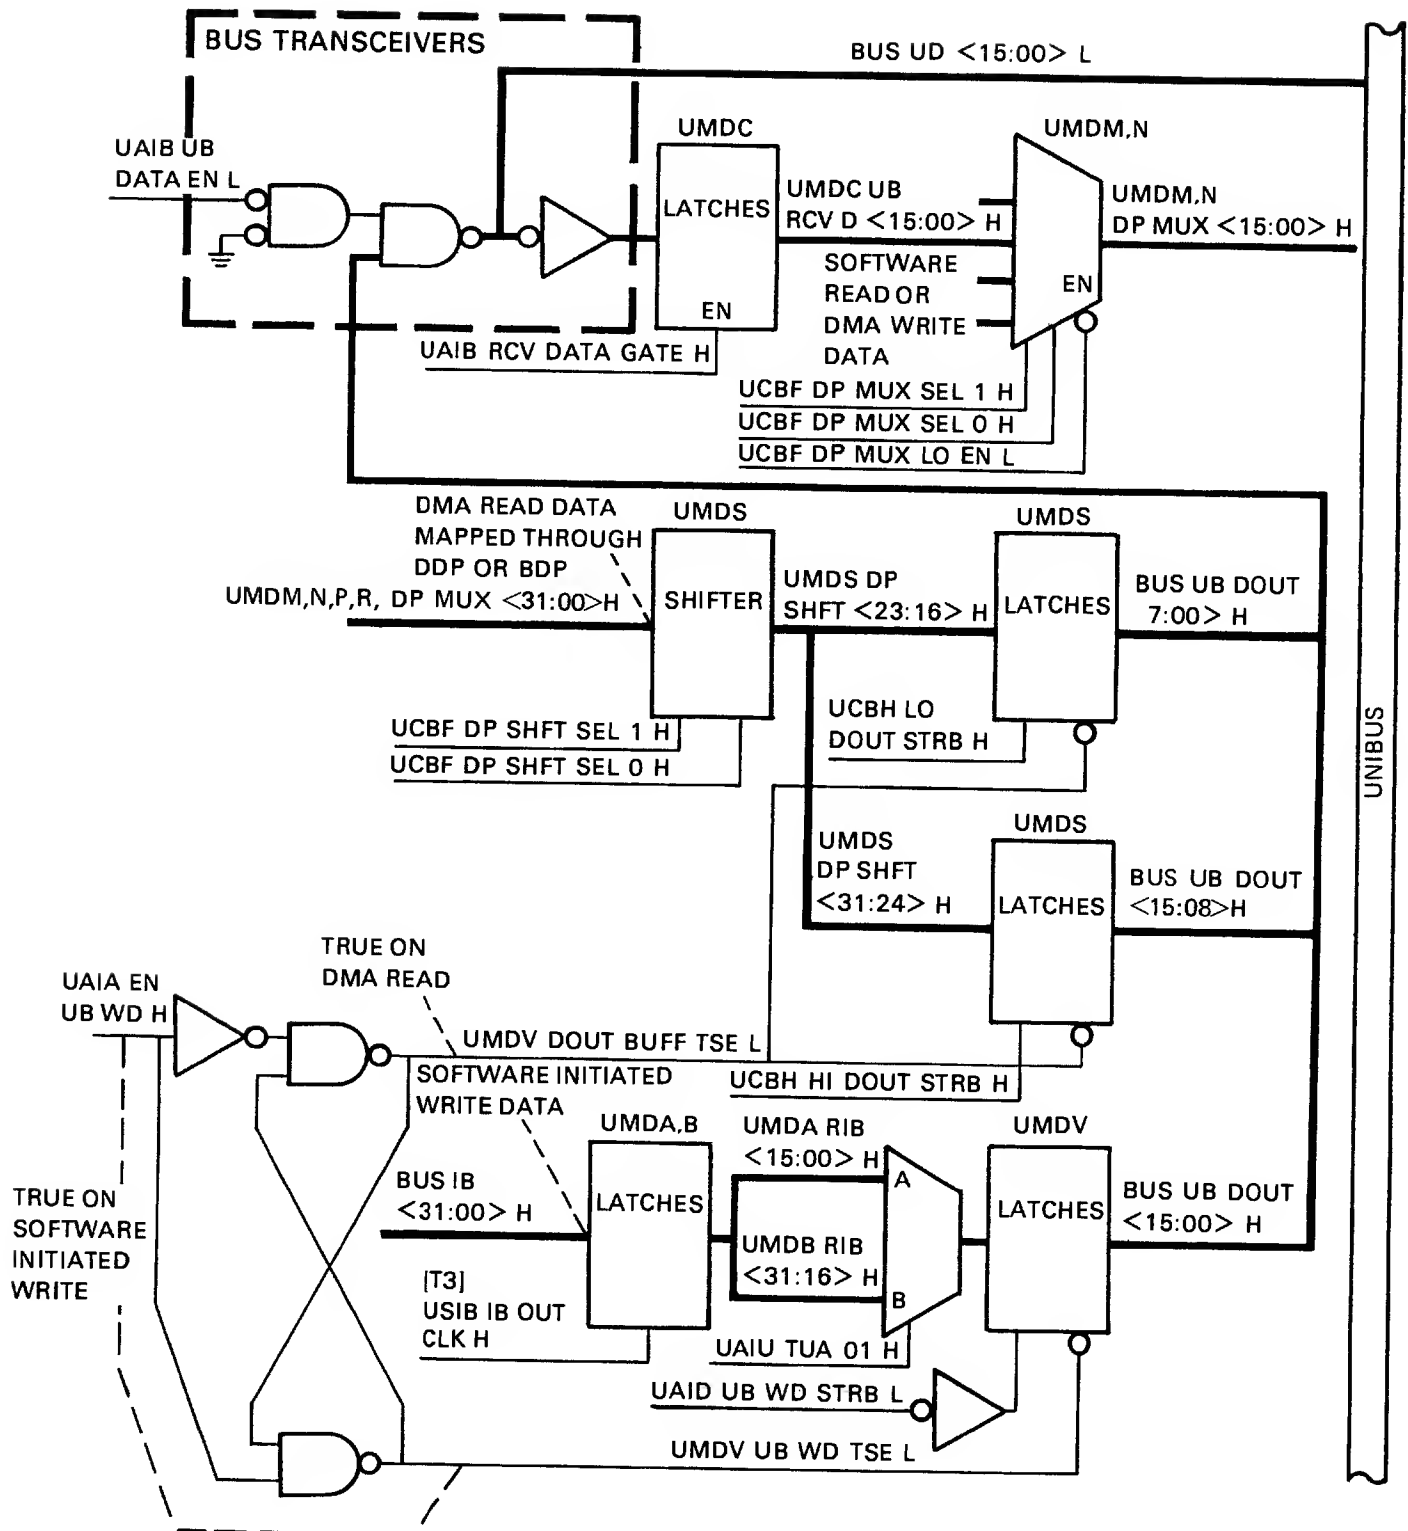 BUS TRANSCEIVERS
BUS UD <15:00> L
UAIB UB
DATA EN L
UMDC
LATCHES
EN
UAIB RCV DATA GATE H
UMDC UB
RCV D <15:00> H
SOFTWARE
READ OR
DMA WRITE
DATA
UMDM,N
EN
UMDM,N
DP MUX <15:00> H
UCBF DP MUX SEL 1 H
UCBF DP MUX SEL 0 H
UCBF DP MUX LO EN L
DMA READ DATA
MAPPED THROUGH
DDP OR BDP
UMDM,N,P,R, DP MUX <31:00>H
UMDS
SHIFTER
UCBF DP SHFT SEL 1 H
UCBF DP SHFT SEL 0 H
UMDS DP
SHFT <23:16> H
UMDS
LATCHES
BUS UB DOUT
7:00> H
UCBH LO
DOUT STRB H
UNIBUS
UMDS
DP SHFT
<31:24> H
UMDS
LATCHES
BUS UB DOUT
<15:08>H
TRUE ON
DMA READ
UAIA EN
UB WD H
UMDV DOUT BUFF TSE L
UCBH HI DOUT STRB H
SOFTWARE INITIATED
WRITE DATA
UMDA,B
LATCHES
BUS IB
<31:00> H
[T3]
USIB IB OUT
CLK H
UMDA RIB
<15:00> H
A
UMDB RIB
<31:16> H
B
UAIU TUA 01 H
UMDV
LATCHES
BUS UB DOUT
<15:00> H
TRUE ON
SOFTWARE
INITIATED
WRITE
UAID UB WD STRB L
UMDV UB WD TSE L